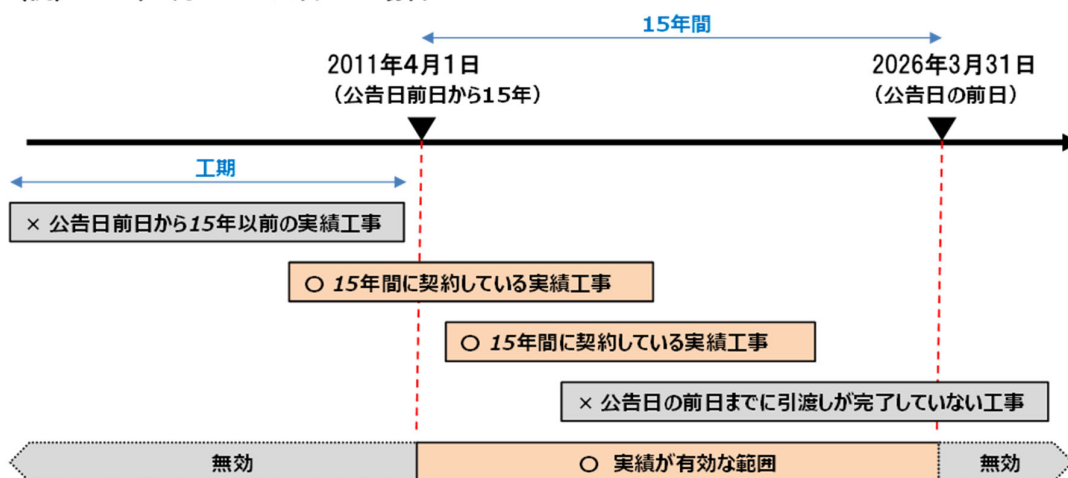 15年間
2011年4月1日
（公告日前日から15年）
2026年3月31日
（公告日の前日）
工期
× 公告日前日から15年以前の実績工事
○ 15年間に契約している実績工事
○ 15年間に契約している実績工事
× 公告日の前日までに引渡しが完了していない工事
無効
○ 実績が有効な範囲
無効